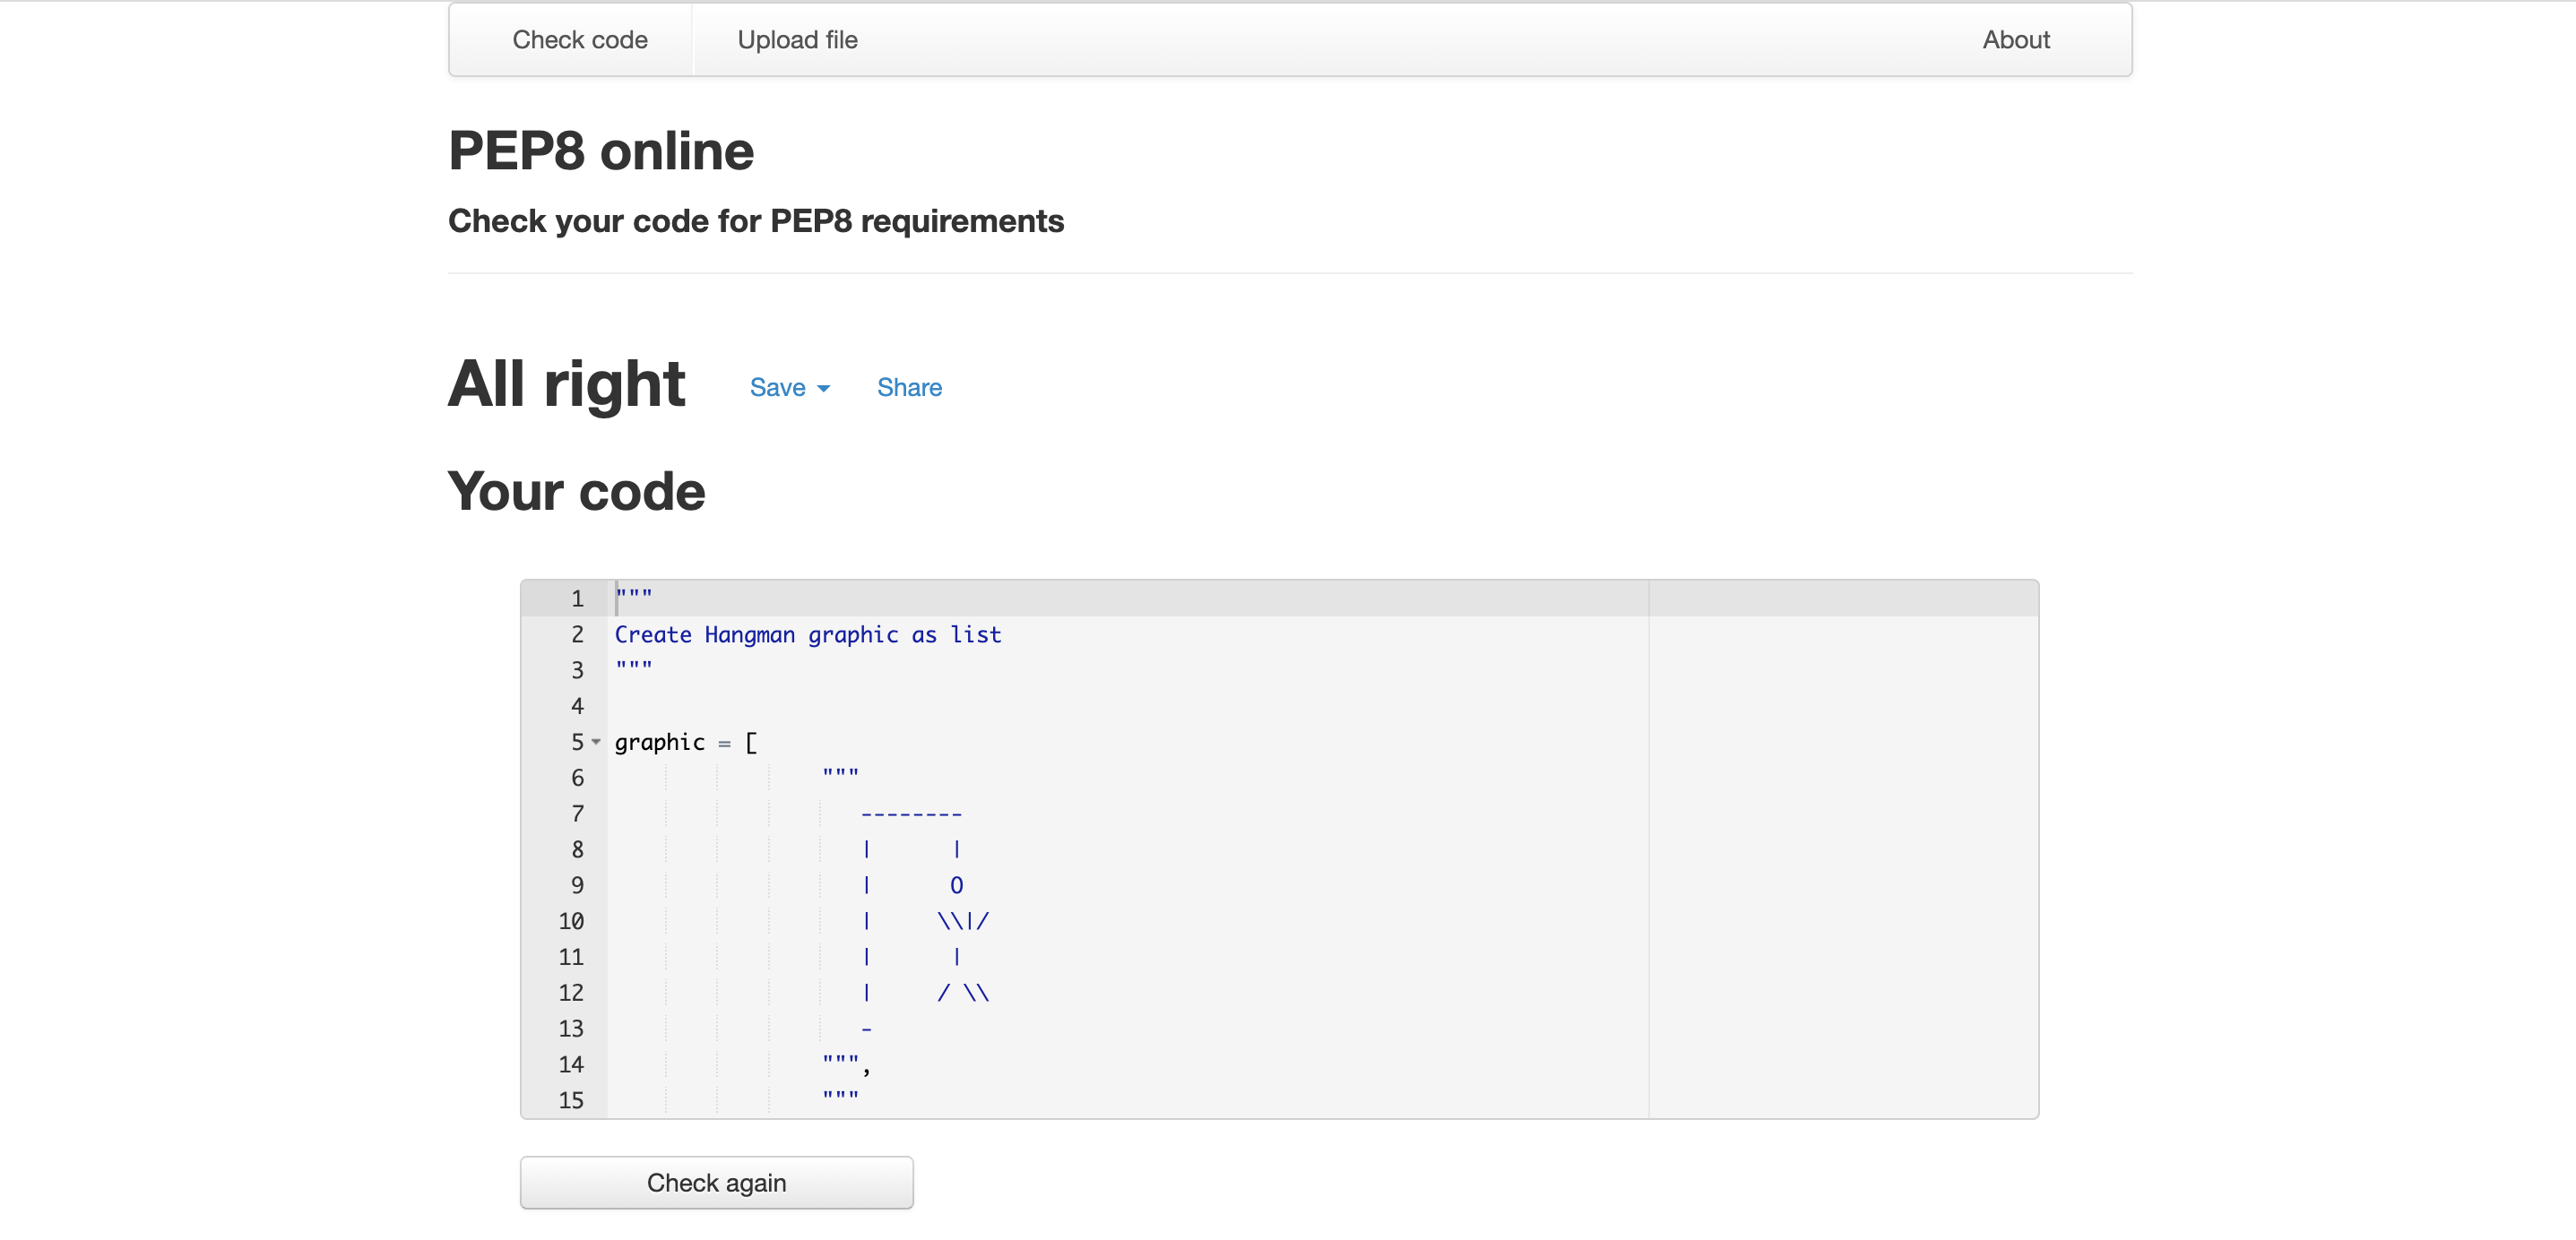 Check code Upload file About
PEP8 online
Check your code for PEP8 requirements
All right Save Share
Your code
1 """
2 Create Hangman graphic as list
3 """
4
5 graphic = [
6                 """
7                    --------
8                    |      |
9                    |      O
10                    |     \\|/
11                    |      |
12                    |     / \\
13                    -
14                 """,
15                 """
Check again